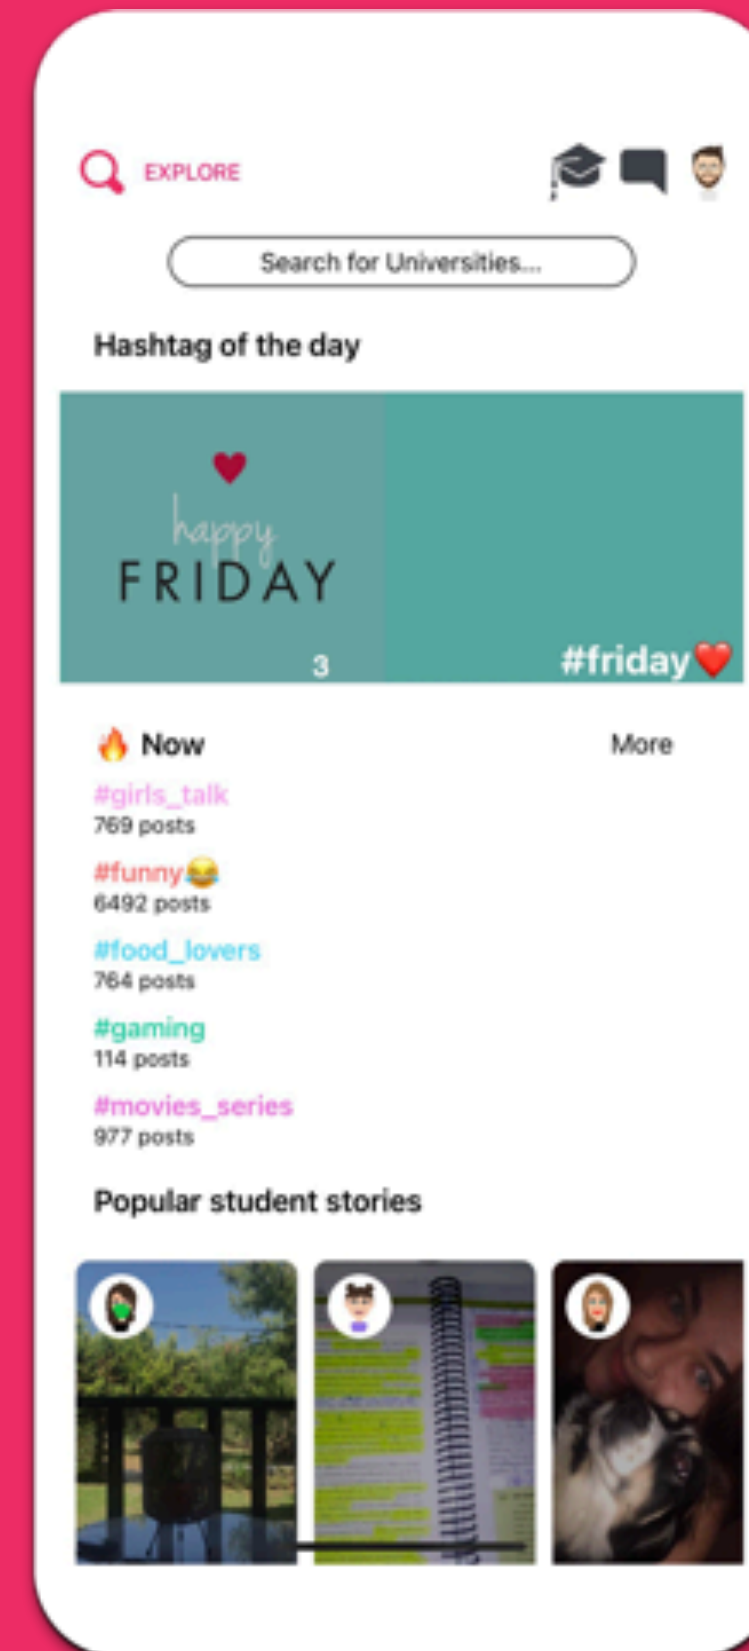 EXPLORE
Search for Universities...
Hashtag of the day
happy
FRIDAY
3
#friday❤️
🔥 Now
More
#girls_talk
769 posts
#funny😂
6492 posts
#food_lovers
764 posts
#gaming
114 posts
#movies_series
977 posts
Popular student stories